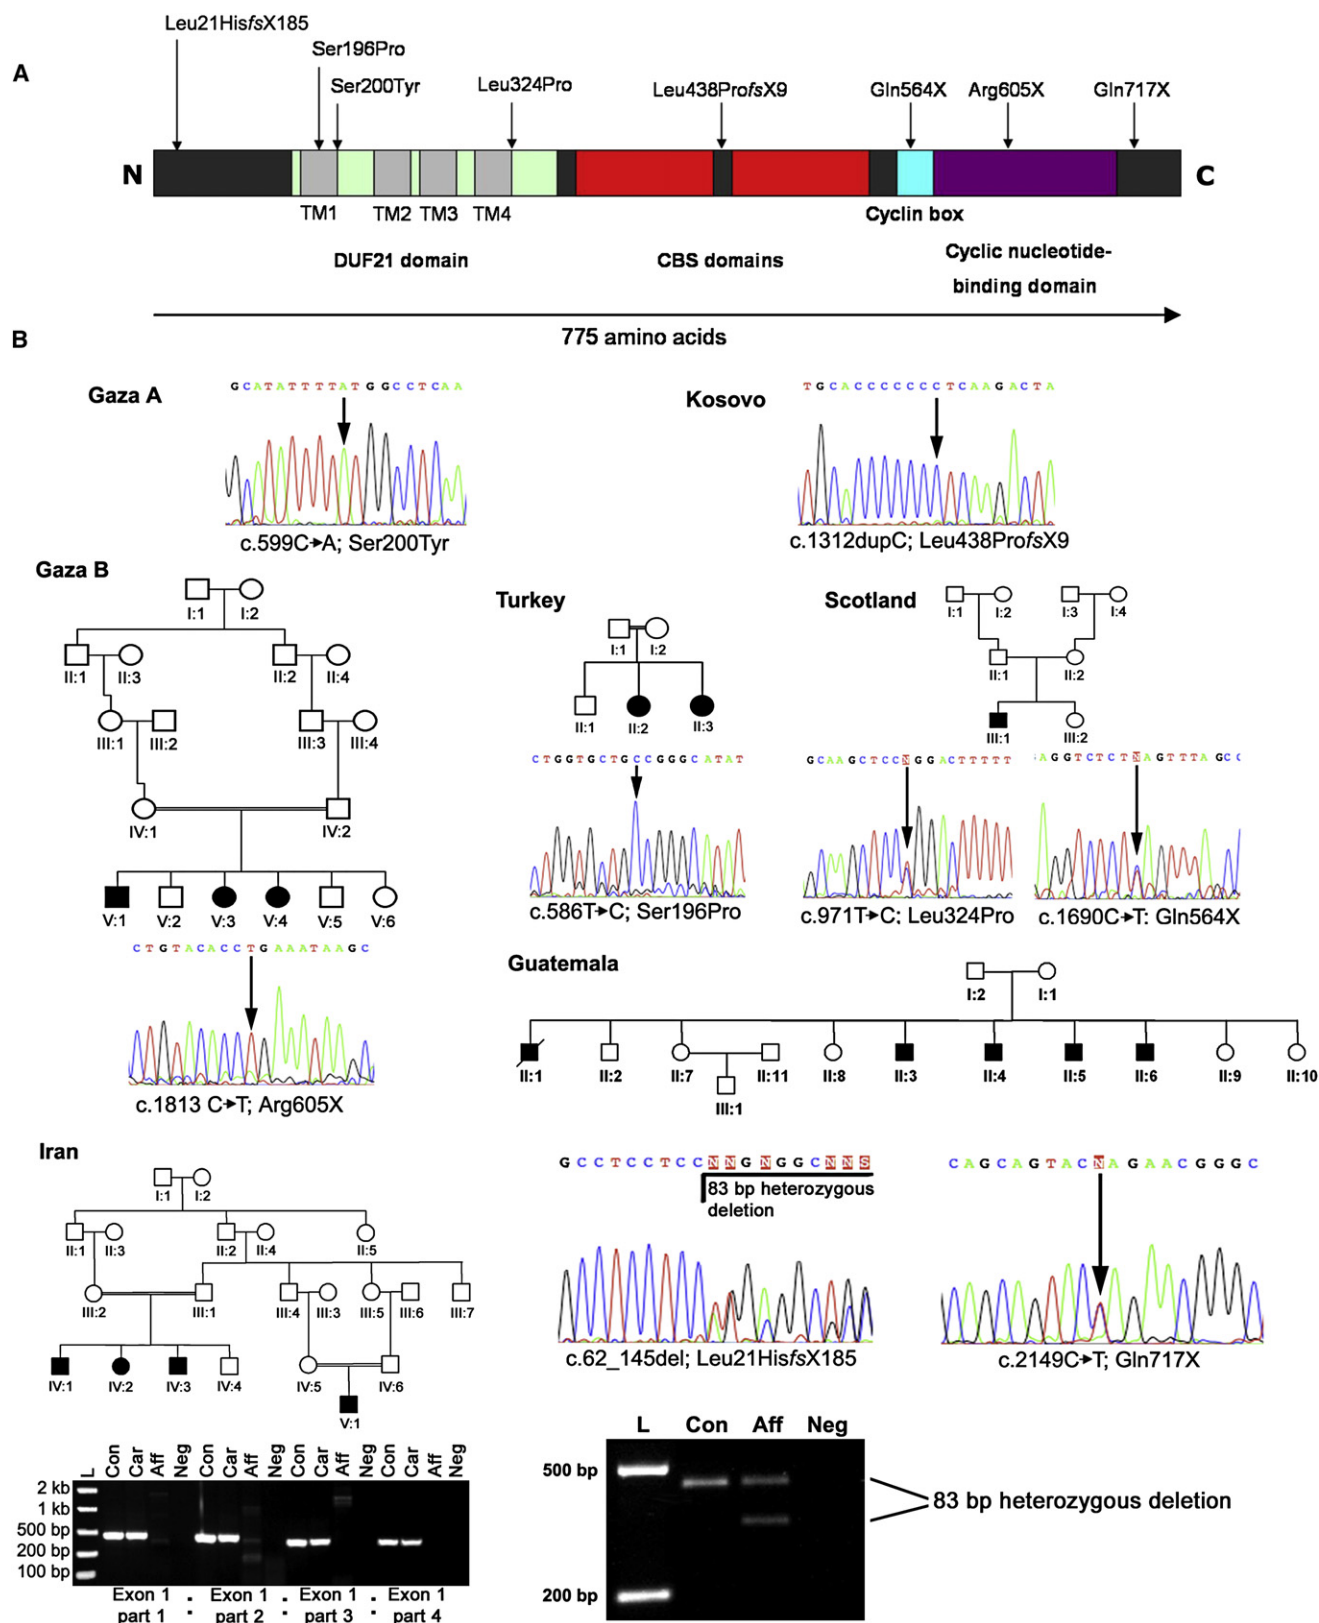 A
Leu21HisfsX185
Ser196Pro
Ser200Tyr
Leu324Pro
Leu438ProfsX9
Gln564X
Arg605X
Gln717X
N
C
TM1
TM2
TM3
TM4
Cyclin box
DUF21 domain
CBS domains
Cyclic nucleotide-
binding domain
775 amino acids
B
Gaza A
GCATATTTTATGGCCTCAA
c.599C→A; Ser200Tyr
Kosovo
TGCACCCCCCCTCAAGACTA
c.1312dupC; Leu438ProfsX9
Gaza B
I:1
I:2
II:1
II:3
II:2
II:4
III:1
III:2
III:3
III:4
IV:1
IV:2
V:1
V:2
V:3
V:4
V:5
V:6
CTGTACACCTGAAATAAGC
c.1813 C→T; Arg605X
Turkey
I:1
I:2
II:1
II:2
II:3
CTGGTGCTGCCGGGCATAT
c.586T→C; Ser196Pro
Scotland
I:1
I:2
I:3
I:4
II:1
II:2
III:1
III:2
GCAAGCTCCNGGACTTTTT
c.971T→C; Leu324Pro
AGGTCTCTNAGTTTAGCC
c.1690C→T: Gln564X
Guatemala
I:2
I:1
II:1
II:2
II:7
II:11
II:8
II:3
II:4
II:5
II:6
II:9
II:10
III:1
GCCTCCTCCNNGNGGCNNS
83 bp heterozygous
deletion
c.62_145del; Leu21HisfsX185
CAGCAGTACNAGAACGGGC
c.2149C→T; Gln717X
Iran
I:1
I:2
II:1
II:3
II:2
II:4
II:5
III:2
III:1
III:4
III:3
III:5
III:6
III:7
IV:1
IV:2
IV:3
IV:4
IV:5
IV:6
V:1
L
Con
Car
Aff
Neg
Con
Car
Aff
Neg
Con
Car
Aff
Neg
Con
Car
Aff
Neg
2 kb
1 kb
500 bp
200 bp
100 bp
Exon 1
part 1
:
Exon 1
part 2
:
Exon 1
part 3
:
Exon 1
part 4
L Con Aff Neg
500 bp
200 bp
83 bp heterozygous deletion